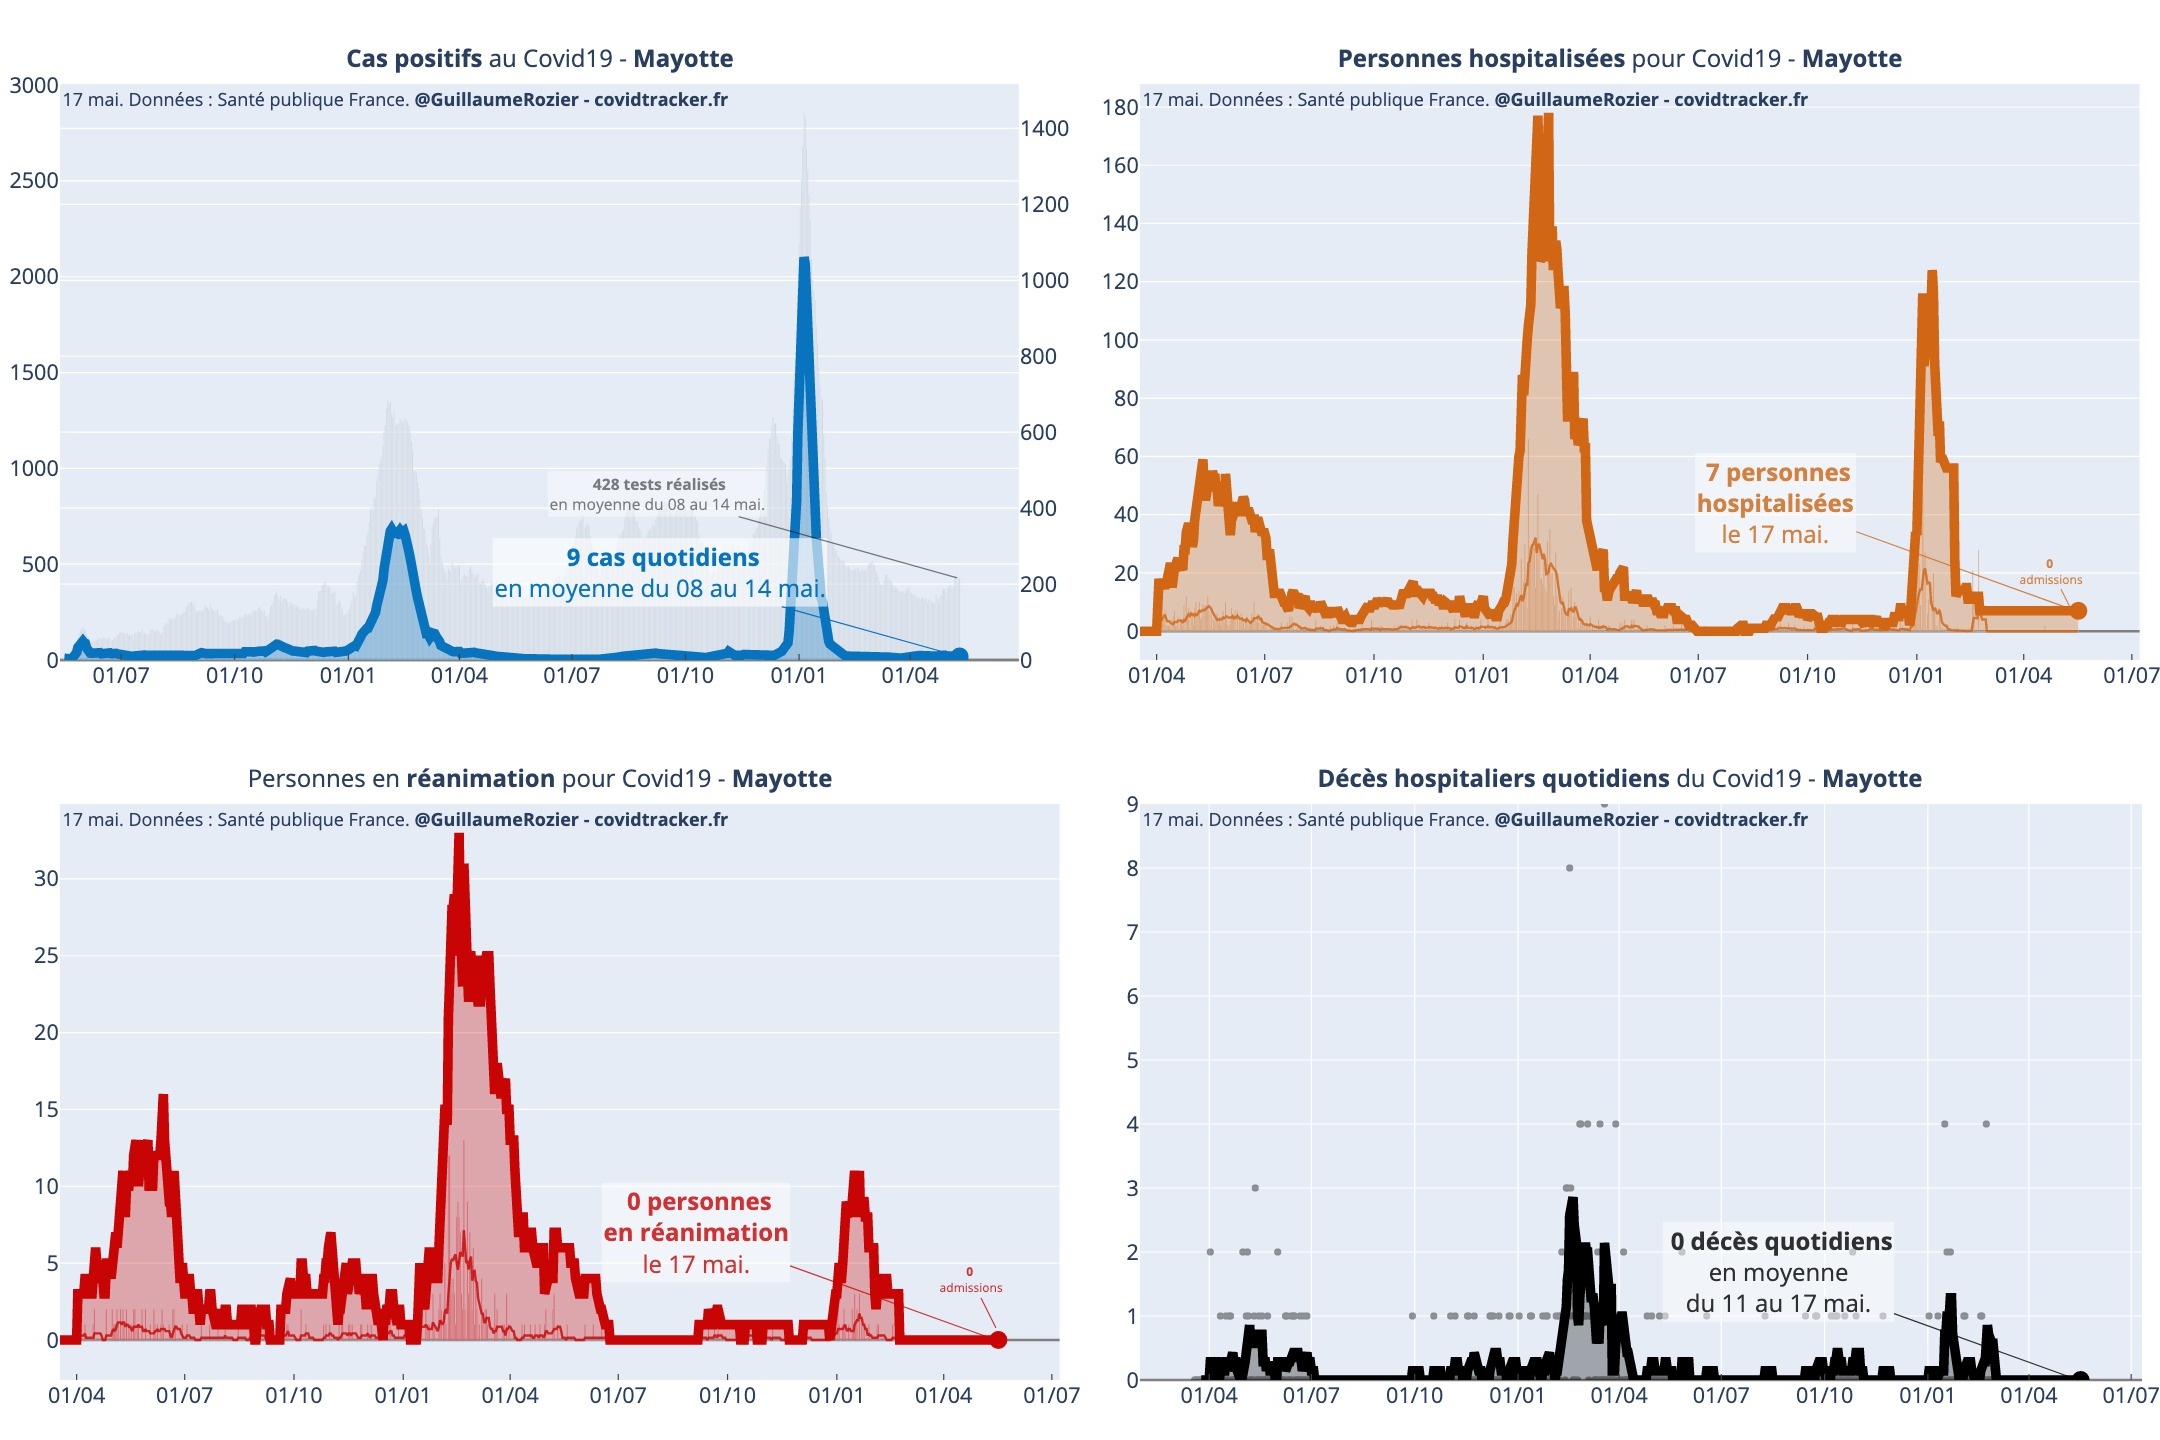 Cas positifs au Covid19 - Mayotte
17 mai. Données : Santé publique France. @GuillaumeRozier - covidtracker.fr
3000
2500
2000
1500
1000
500
0
1400
1200
1000
800
600
400
200
0
428 tests réalisés
en moyenne du 08 au 14 mai.
9 cas quotidiens
en moyenne du 08 au 14 mai.
01/07 01/10 01/01 01/04 01/07 01/10 01/01 01/04
Personnes hospitalisées pour Covid19 - Mayotte
17 mai. Données : Santé publique France. @GuillaumeRozier - covidtracker.fr
180
160
140
120
100
80
60
40
20
0
7 personnes
hospitalisées
le 17 mai.
0
admissions
01/04 01/07 01/10 01/01 01/04 01/07 01/10 01/01 01/04 01/07
Personnes en réanimation pour Covid19 - Mayotte
17 mai. Données : Santé publique France. @GuillaumeRozier - covidtracker.fr
30
25
20
15
10
5
0
0 personnes
en réanimation
le 17 mai.
0
admissions
01/04 01/07 01/10 01/01 01/04 01/07 01/10 01/01 01/04 01/07
Décès hospitaliers quotidiens du Covid19 - Mayotte
17 mai. Données : Santé publique France. @GuillaumeRozier - covidtracker.fr
9
8
7
6
5
4
3
2
1
0
0 décès quotidiens
en moyenne
du 11 au 17 mai.
01/04 01/07 01/10 01/01 01/04 01/07 01/10 01/01 01/04 01/07